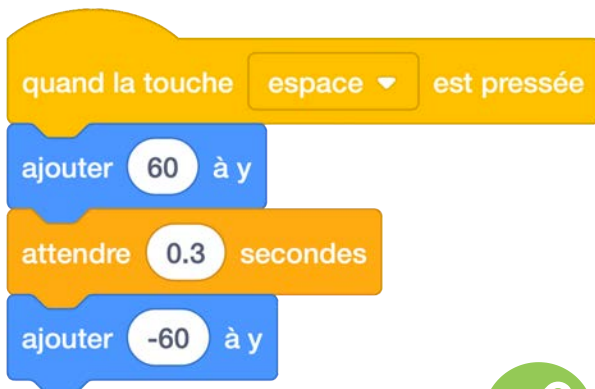 quand la touche espace est pressée
ajouter 60 à y
attendre 0.3 secondes
ajouter -60 à y